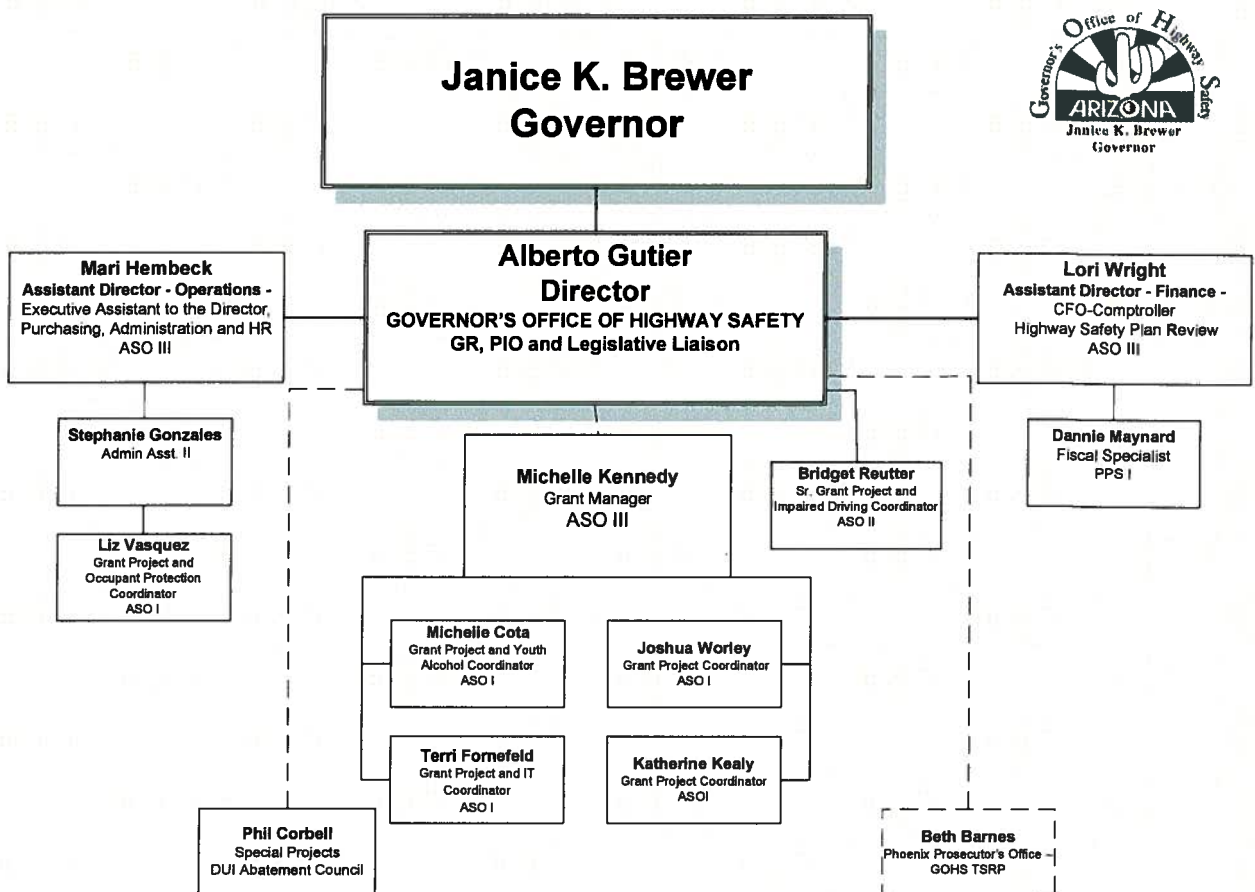 Janice K. Brewer
Governor
Governor's Office of Highway Safety
ARIZONA
Janice K. Brewer
Governor
Alberto Gutier
Director
GOVERNOR'S OFFICE OF HIGHWAY SAFETY
GR, PIO and Legislative Liaison
Mari Hembeck
Assistant Director - Operations -
Executive Assistant to the Director,
Purchasing, Administration and HR
ASO III
Lori Wright
Assistant Director - Finance -
CFO-Comptroller
Highway Safety Plan Review
ASO III
Stephanie Gonzales
Admin Asst. II
Liz Vasquez
Grant Project and
Occupant Protection
Coordinator
ASO I
Michelle Kennedy
Grant Manager
ASO III
Bridget Reutter
Sr. Grant Project and
Impaired Driving Coordinator
ASO II
Dannie Maynard
Fiscal Specialist
PPS I
Michelle Cota
Grant Project and Youth
Alcohol Coordinator
ASO I
Joshua Worley
Grant Project Coordinator
ASO I
Terri Fornefeld
Grant Project and IT
Coordinator
ASO I
Katherine Kealy
Grant Project Coordinator
ASOI
Phil Corbell
Special Projects
DUI Abatement Council
Beth Barnes
Phoenix Prosecutor's Office –
GOHS TSRP